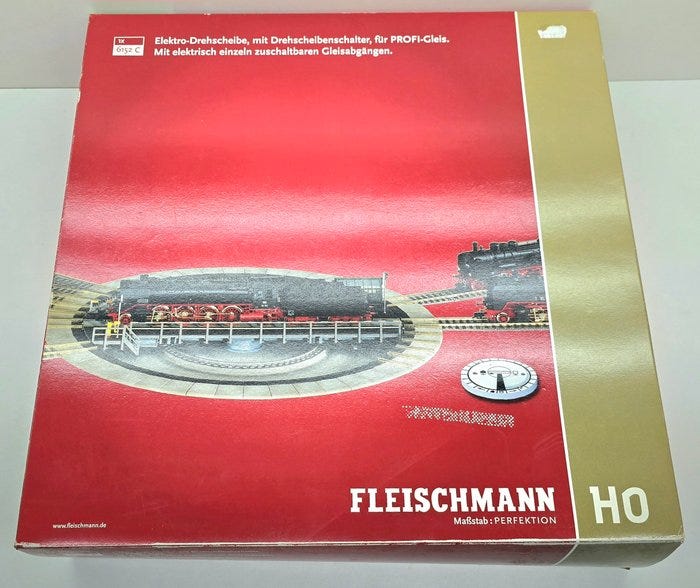 1X
6152 C
Elektro-Drehscheibe, mit Drehscheibenschalter, für PROFI-Gleis.
Mit elektrisch einzeln zuschaltbaren Gleisabgängen.
FLEISCHMANN
Maßstab : PERFEKTION
H0
www.fleischmann.de